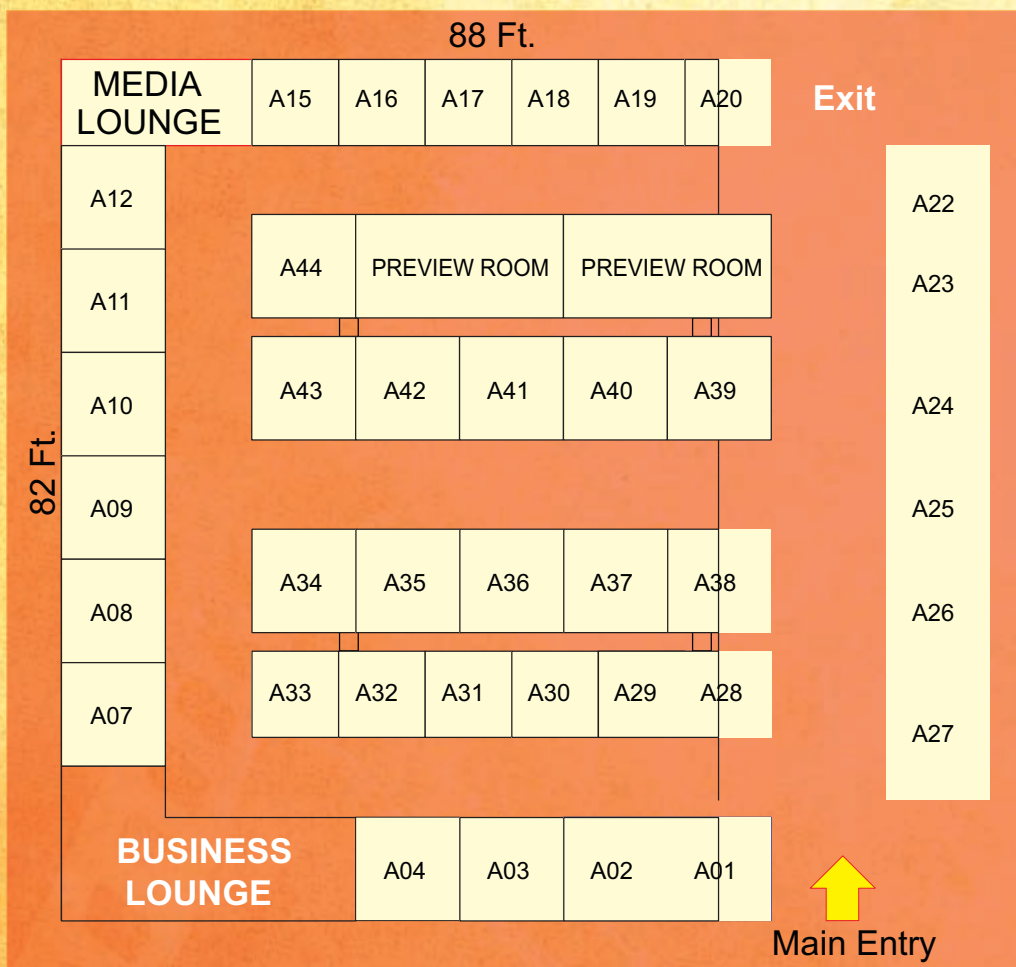 88 Ft.
MEDIA
LOUNGE
A15
A16
A17
A18
A19
A20
Exit
A12
A22
A44
PREVIEW ROOM
PREVIEW ROOM
A23
A11
A43
A42
A41
A40
A39
A10
A24
82 Ft.
A09
A25
A34
A35
A36
A37
A38
A08
A26
A33
A32
A31
A30
A29
A28
A07
A27
BUSINESS
LOUNGE
A04
A03
A02
A01
Main Entry